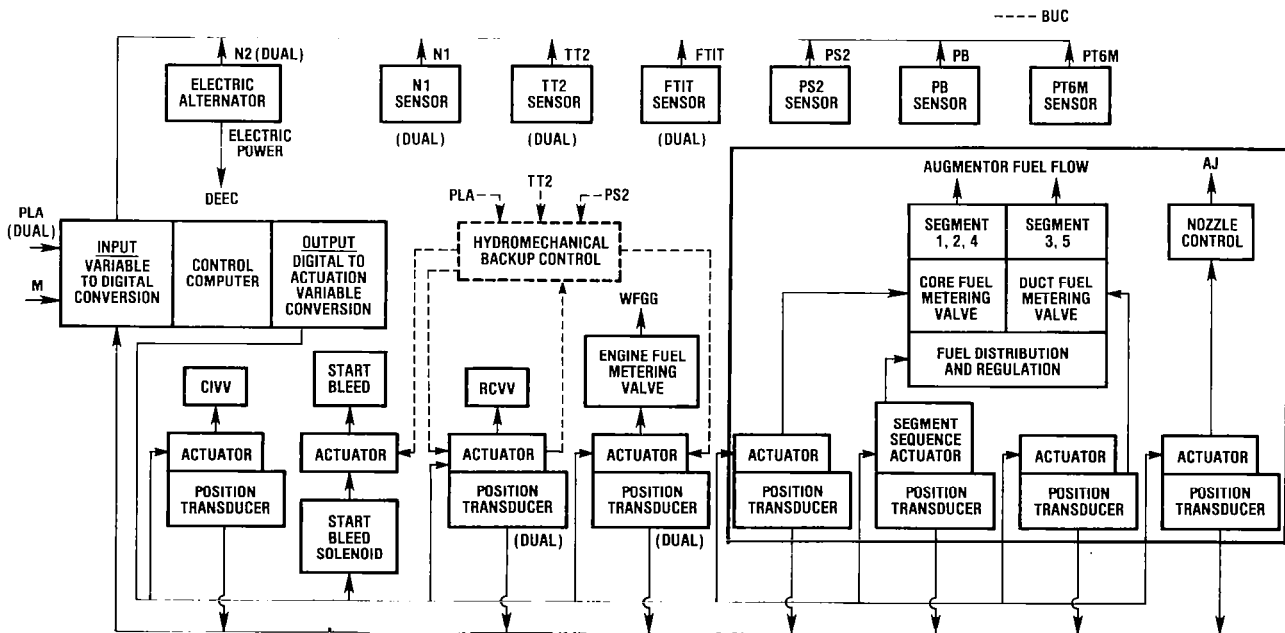 BUC
N2 (DUAL)
N1
TT2
FTIT
PS2
PB
PT6M
ELECTRIC
ALTERNATOR
N1
SENSOR
TT2
SENSOR
FTIT
SENSOR
PS2
SENSOR
PB
SENSOR
PT6M
SENSOR
(DUAL)
(DUAL)
(DUAL)
ELECTRIC
POWER
DEEC
PLA
TT2
PS2
AUGMENTOR FUEL FLOW
AJ
PLA
(DUAL)
M
INPUT
VARIABLE
TO DIGITAL
CONVERSION
CONTROL
COMPUTER
OUTPUT
DIGITAL TO
ACTUATION
VARIABLE
CONVERSION
HYDROMECHANICAL
BACKUP CONTROL
SEGMENT
1, 2, 4
SEGMENT
3, 5
NOZZLE
CONTROL
CORE FUEL
METERING
VALVE
DUCT FUEL
METERING
VALVE
FUEL DISTRIBUTION
AND REGULATION
WFGG
CIVV
START
BLEED
RCVV
ENGINE FUEL
METERING
VALVE
ACTUATOR
POSITION
TRANSDUCER
ACTUATOR
START
BLEED
SOLENOID
ACTUATOR
POSITION
TRANSDUCER
(DUAL)
ACTUATOR
POSITION
TRANSDUCER
(DUAL)
ACTUATOR
POSITION
TRANSDUCER
SEGMENT
SEQUENCE
ACTUATOR
POSITION
TRANSDUCER
ACTUATOR
POSITION
TRANSDUCER
ACTUATOR
POSITION
TRANSDUCER